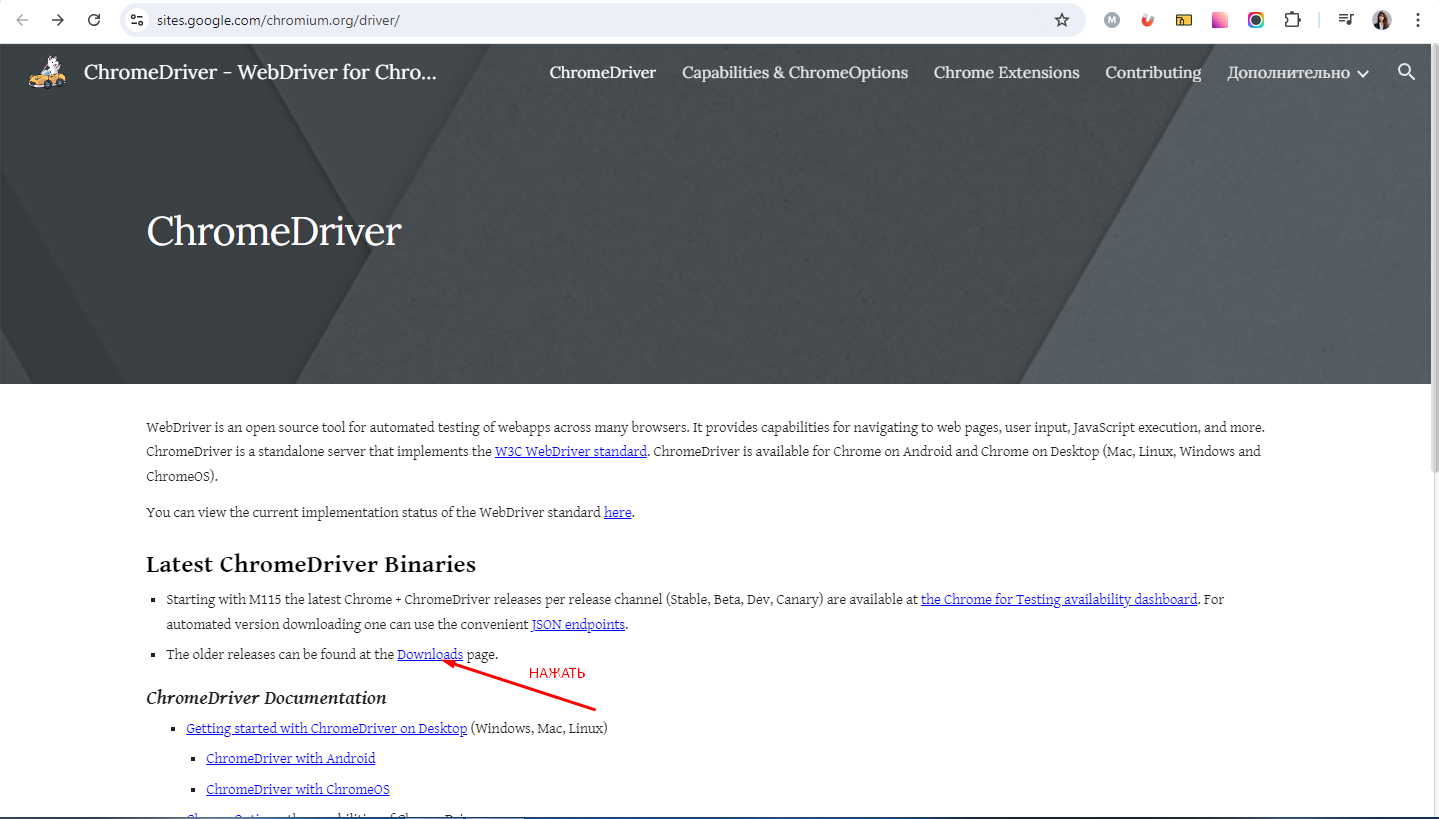 sites.google.com/chromium.org/driver/
M
ChromeDriver - WebDriver for Chro...
ChromeDriver Capabilities & ChromeOptions Chrome Extensions Contributing Дополнительно
ChromeDriver
WebDriver is an open source tool for automated testing of webapps across many browsers. It provides capabilities for navigating to web pages, user input, JavaScript execution, and more.
ChromeDriver is a standalone server that implements the W3C WebDriver standard. ChromeDriver is available for Chrome on Android and Chrome on Desktop (Mac, Linux, Windows and
ChromeOS).
You can view the current implementation status of the WebDriver standard here.
Latest ChromeDriver Binaries
Starting with M115 the latest Chrome + ChromeDriver releases per release channel (Stable, Beta, Dev, Canary) are available at the Chrome for Testing availability dashboard. For
automated version downloading one can use the convenient JSON endpoints.
The older releases can be found at the Downloads page.
НАЖАТЬ
ChromeDriver Documentation
Getting started with ChromeDriver on Desktop (Windows, Mac, Linux)
ChromeDriver with Android
ChromeDriver with ChromeOS